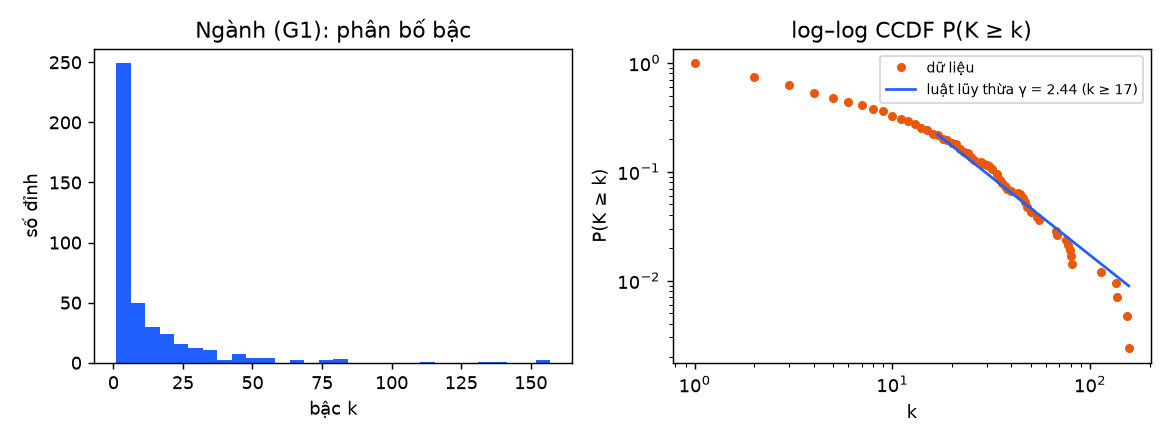 Ngành (G1): phân bố bậc
250
200
150
100
50
0
số đỉnh
0 25 50 75 100 125 150
bậc k
log–log CCDF P(K ≥ k)
dữ liệu
luật lũy thừa γ = 2.44 (k ≥ 17)
10⁰
10⁻¹
10⁻²
P(K ≥ k)
10⁰ 10¹ 10²
k